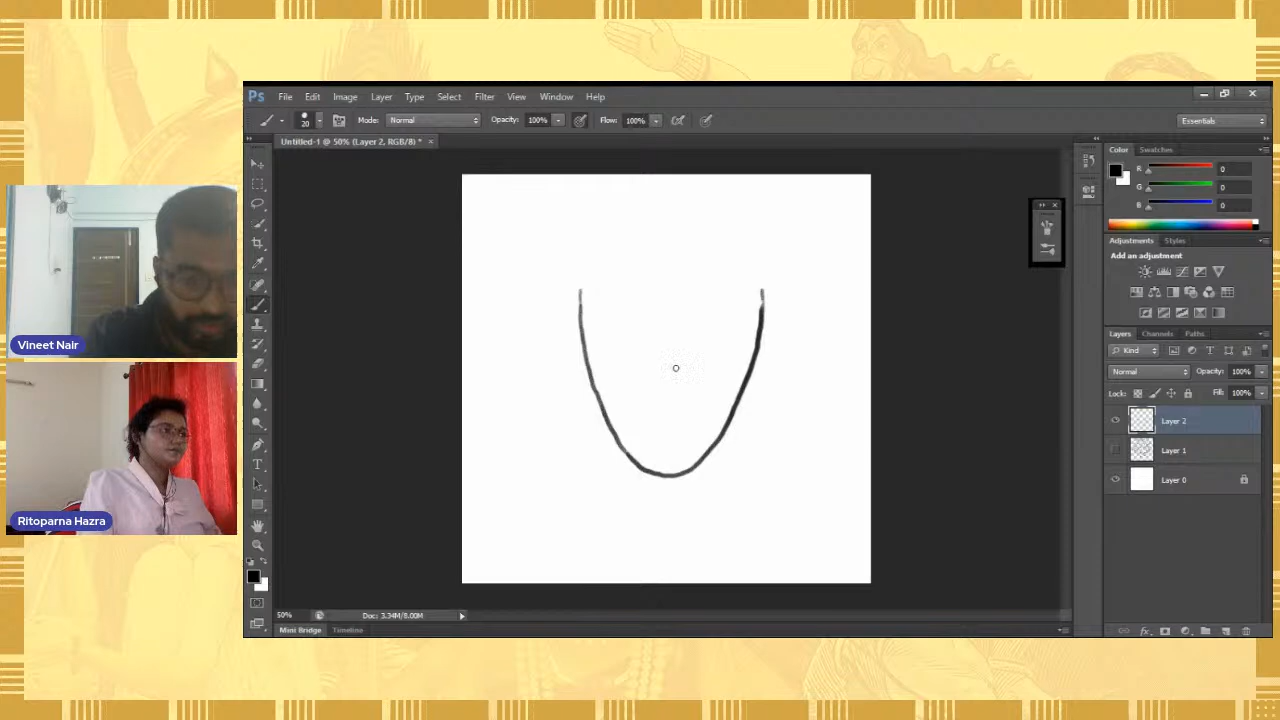 Ps File Edit Image Layer Type Select Filter View Window Help
20 Mode: Normal Opacity: 100% Flow: 100% Essentials
Untitled-1 @ 50% (Layer 2, RGB/8) *
Color Swatches
R 0
G 0
B 0
Adjustments Styles
Add an adjustment
Layers Channels Paths
Kind
Normal Opacity: 100%
Lock: Fill: 100%
Layer 2
Layer 1
Layer 0
Vineet Nair
Ritoparna Hazra
50% Doc: 3.34M/8.00M
Mini Bridge Timeline